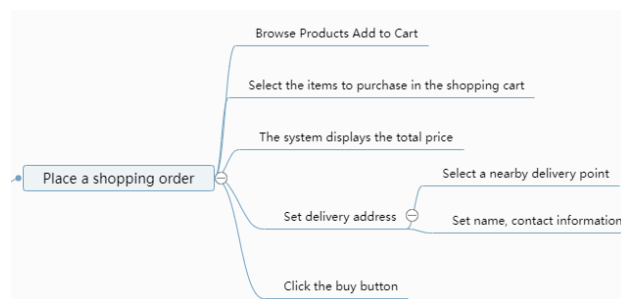 Browse Products Add to Cart
Select the items to purchase in the shopping cart
The system displays the total price
Place a shopping order
Select a nearby delivery point
Set delivery address
Set name, contact information
Click the buy button